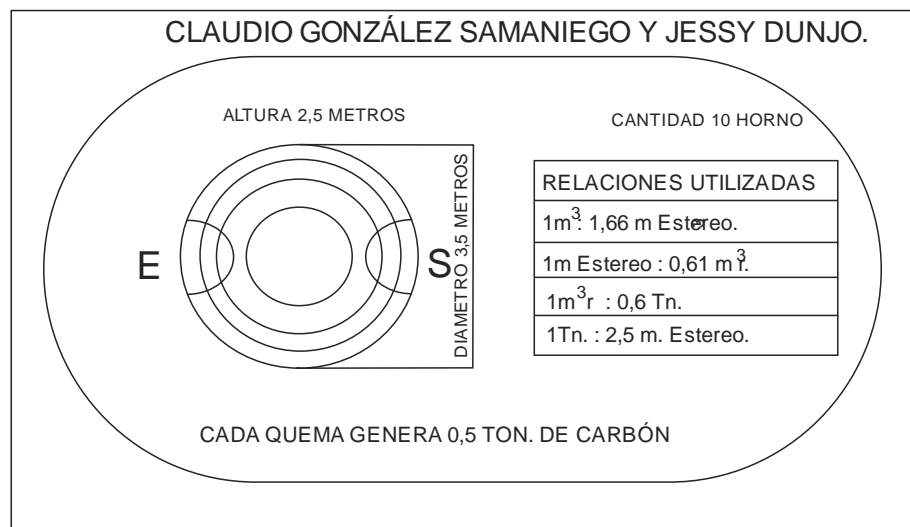 CLAUDIO GONZÁLEZ SAMANIEGO Y JESSY DUNJO.
ALTURA 2,5 METROS
CANTIDAD 10 HORNO
DIAMETRO 3,5 METROS
E
S
RELACIONES UTILIZADAS
1m³: 1,66 m Estereo.
1m Estereo : 0,61 m³r.
1m³r : 0,6 Tn.
1Tn. : 2,5 m. Estereo.
CADA QUEMA GENERA 0,5 TON. DE CARBÓN